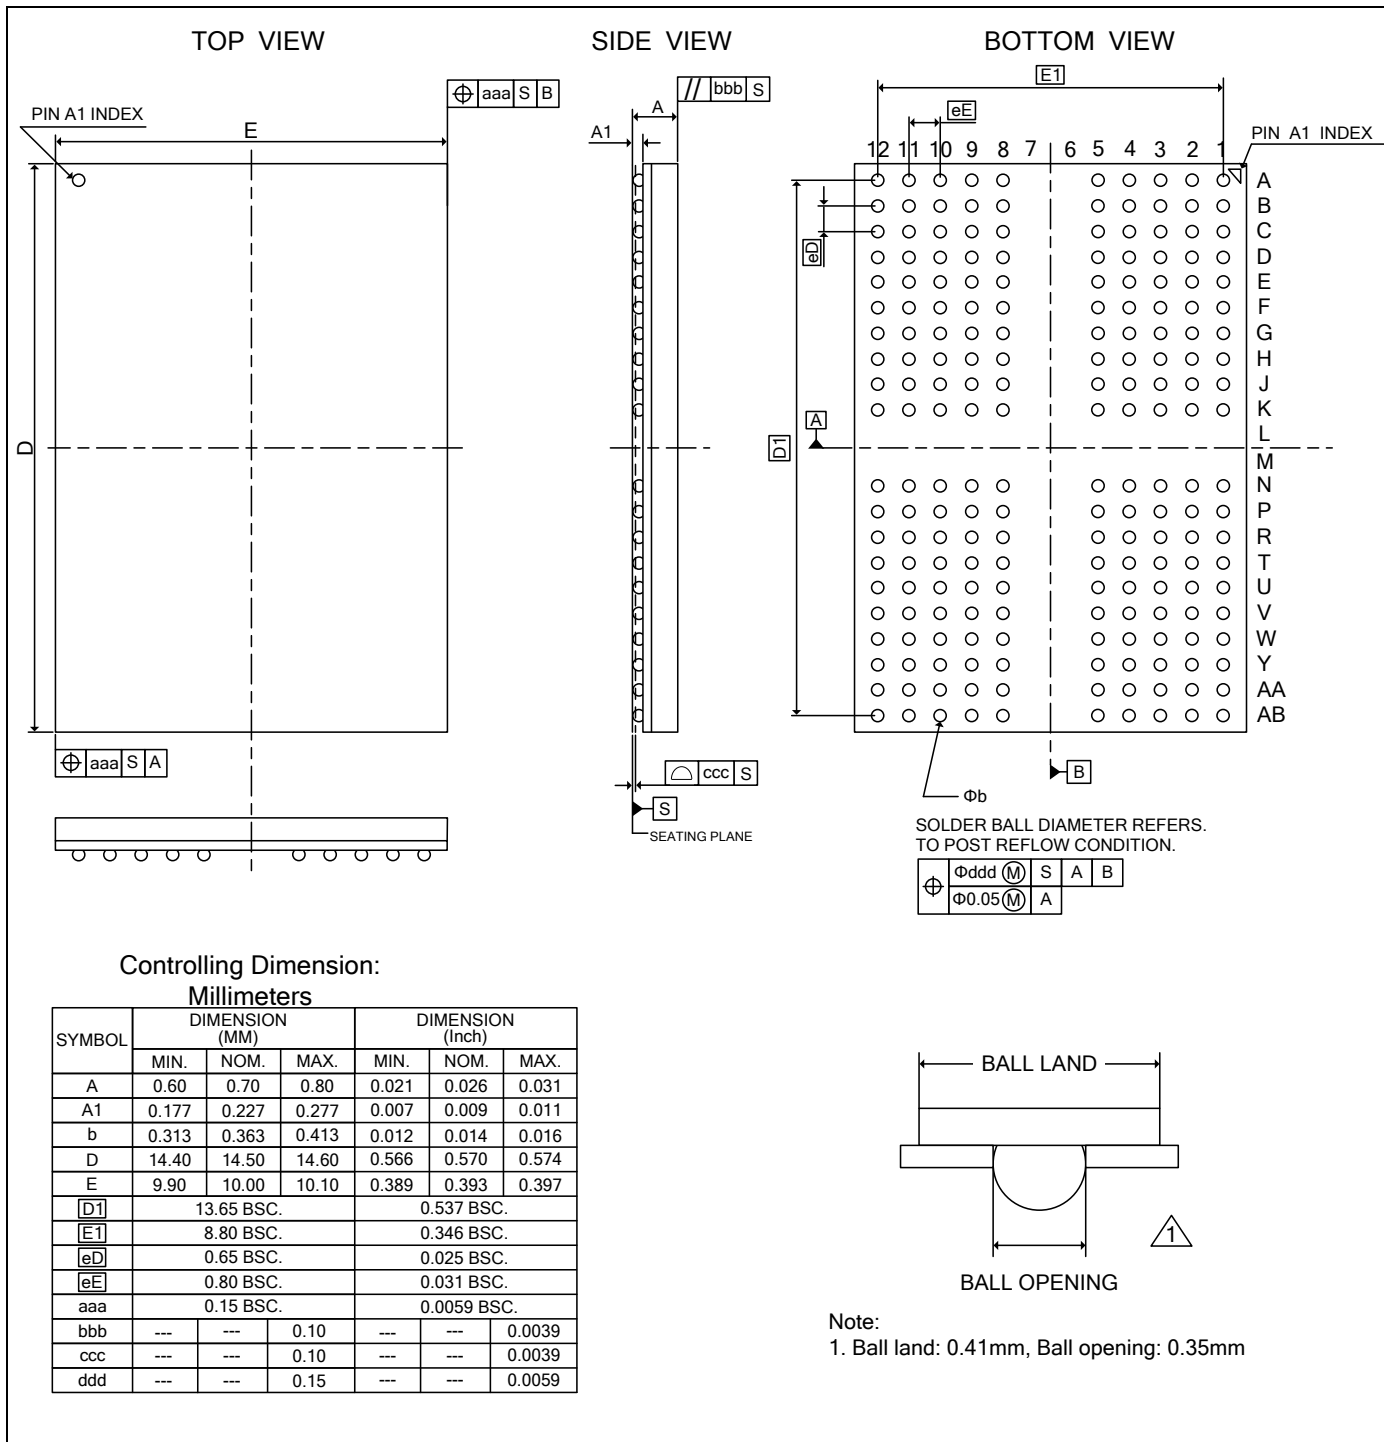 TOP VIEW
SIDE VIEW
BOTTOM VIEW
aaa S B
bbb S
E1
PIN A1 INDEX
E
A
A1
eE
PIN A1 INDEX
12 11 10 9 8 7 6 5 4 3 2 1
A
B
C
eD
D
E
F
G
H
J
K
A
L
D
D1
M
N
P
R
T
U
V
W
Y
AA
AB
aaa S A
ccc S
B
Φb
S
SEATING PLANE
SOLDER BALL DIAMETER REFERS.
TO POST REFLOW CONDITION.
Φddd M S A B
Φ0.05 M A
Controlling Dimension:
Millimeters
SYMBOL DIMENSION (MM) DIMENSION (Inch)
MIN. NOM. MAX. MIN. NOM. MAX.
A 0.60 0.70 0.80 0.021 0.026 0.031
A1 0.177 0.227 0.277 0.007 0.009 0.011
b 0.313 0.363 0.413 0.012 0.014 0.016
D 14.40 14.50 14.60 0.566 0.570 0.574
E 9.90 10.00 10.10 0.389 0.393 0.397
D1 13.65 BSC. 0.537 BSC.
E1 8.80 BSC. 0.346 BSC.
eD 0.65 BSC. 0.025 BSC.
eE 0.80 BSC. 0.031 BSC.
aaa 0.15 BSC. 0.0059 BSC.
bbb --- --- 0.10 --- --- 0.0039
ccc --- --- 0.10 --- --- 0.0039
ddd --- --- 0.15 --- --- 0.0059
BALL LAND
1
BALL OPENING
Note:
1. Ball land: 0.41mm, Ball opening: 0.35mm